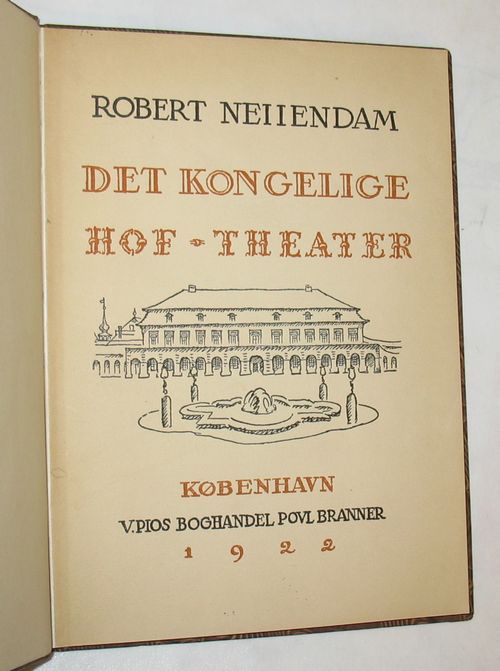 ROBERT NEIIENDAM
DET KONGELIGE
HOF-THEATER
KØBENHAVN
V. PIOS BOGHANDEL POVL BRANNER
1922